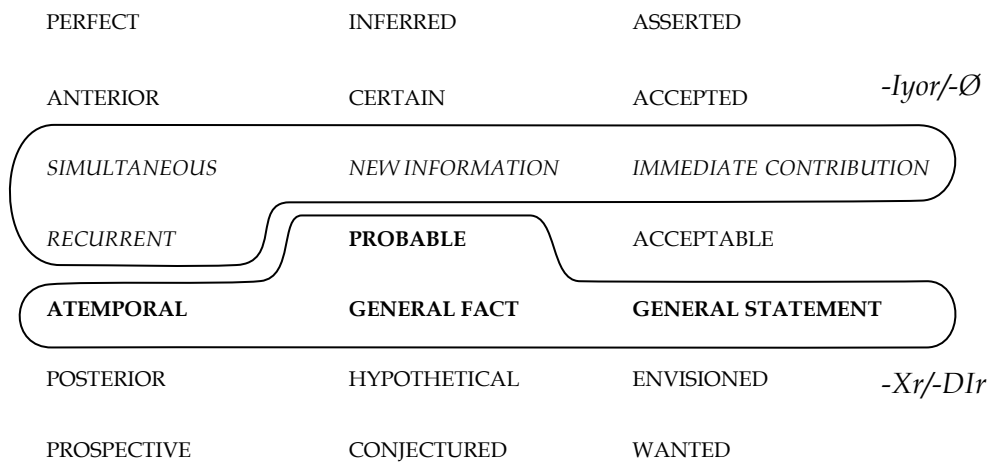 PERFECT INFERRED ASSERTED
-Iyor/-Ø
ANTERIOR CERTAIN ACCEPTED
SIMULTANEOUS NEW INFORMATION IMMEDIATE CONTRIBUTION
RECURRENT PROBABLE ACCEPTABLE
ATEMPORAL GENERAL FACT GENERAL STATEMENT
POSTERIOR HYPOTHETICAL ENVISIONED -Xr/-DIr
PROSPECTIVE CONJECTURED WANTED